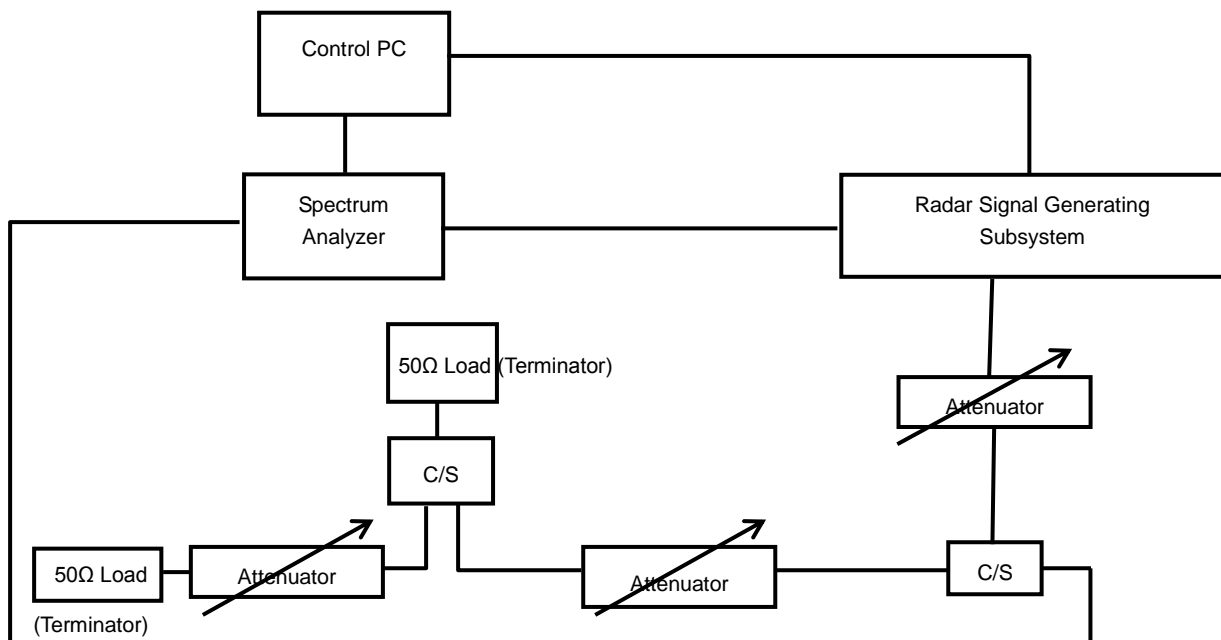 Control PC
Spectrum
Analyzer
Radar Signal Generating
Subsystem
50Ω Load (Terminator)
Attenuator
C/S
50Ω Load
(Terminator)
Attenuator
Attenuator
C/S